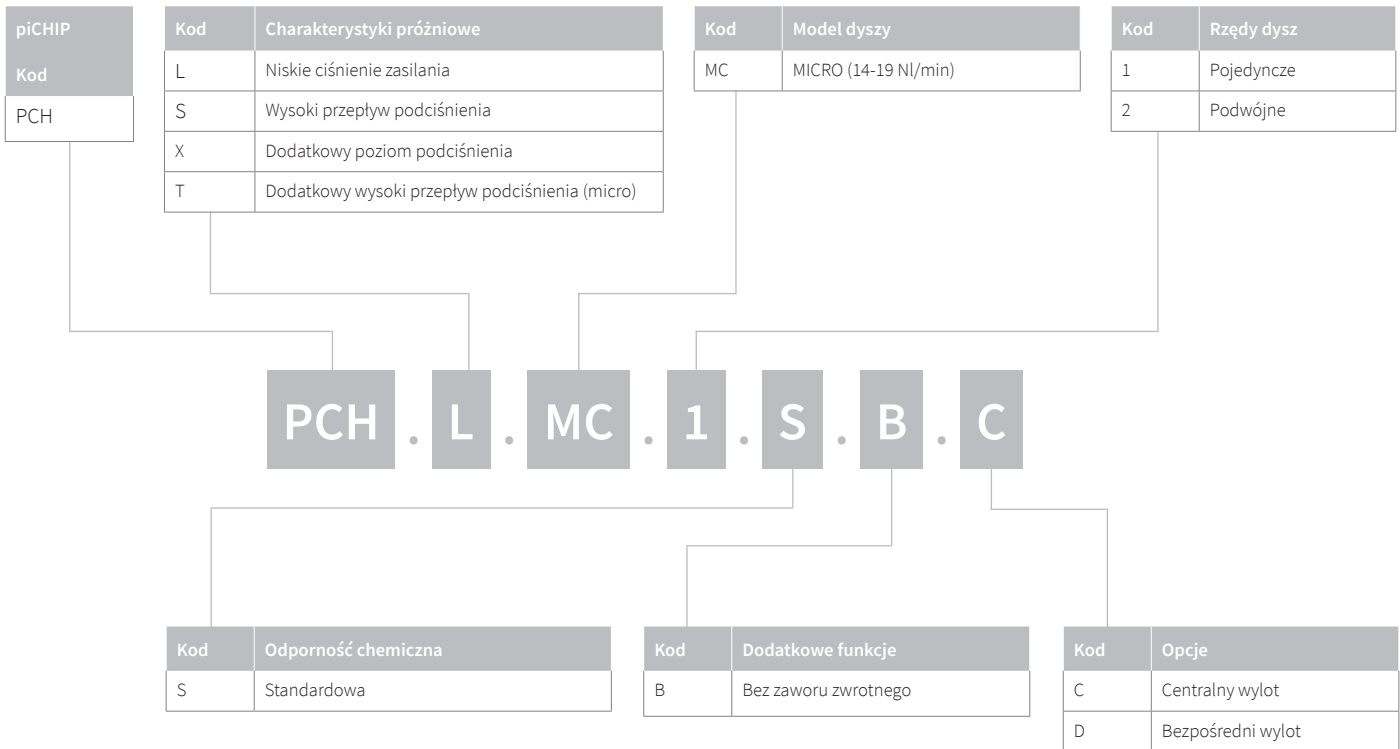 piCHIP
Kod
PCH
Kod Charakterystyki próżniowe
L Niskie ciśnienie zasilania
S Wysoki przepływ podciśnienia
X Dodatkowy poziom podciśnienia
T Dodatkowy wysoki przepływ podciśnienia (micro)
Kod Model dyszy
MC MICRO (14-19 Nl/min)
Kod Rzędy dysz
1 Pojedyncze
2 Podwójne
PCH . L . MC . 1 . S . B . C
Kod Odporność chemiczna
S Standardowa
Kod Dodatkowe funkcje
B Bez zaworu zwrotnego
Kod Opcje
C Centralny wylot
D Bezpośredni wylot